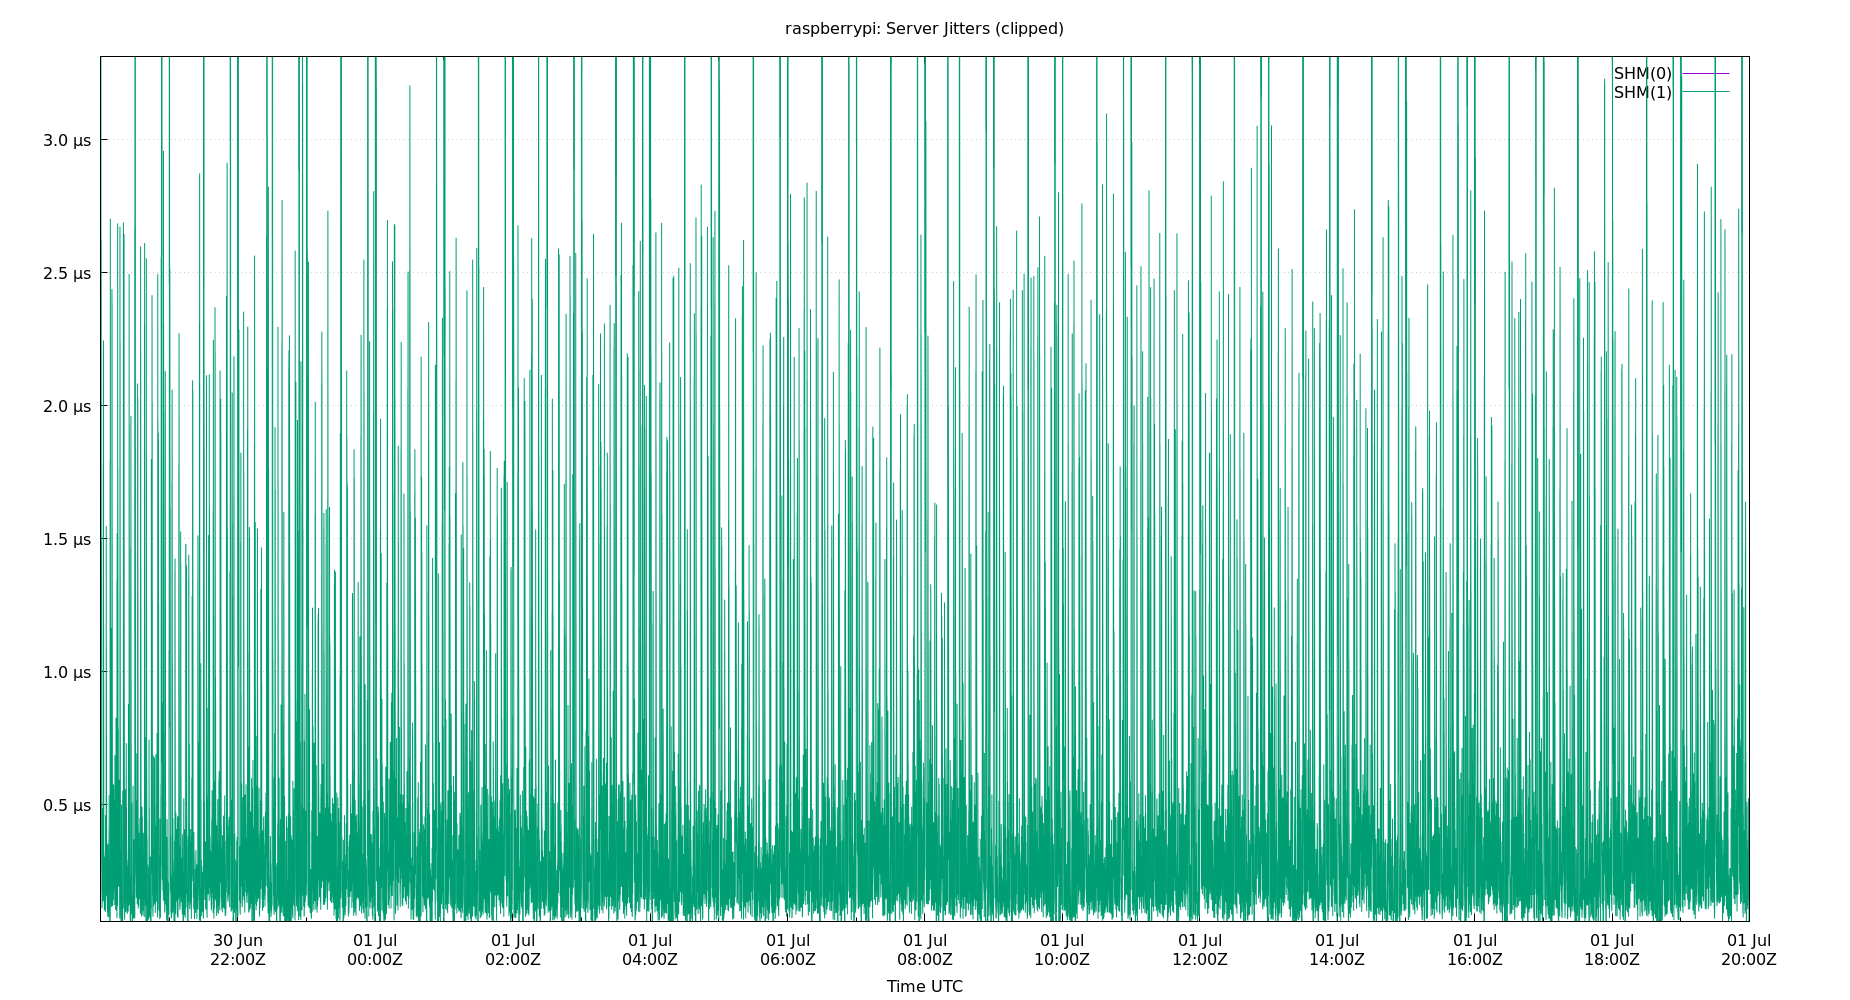 raspberrypi: Server Jitters (clipped)
SHM(0)
SHM(1)
3.0 µs
2.5 µs
2.0 µs
1.5 µs
1.0 µs
0.5 µs
30 Jun 01 Jul 01 Jul 01 Jul 01 Jul 01 Jul 01 Jul 01 Jul 01 Jul 01 Jul 01 Jul 01 Jul
22:00Z 00:00Z 02:00Z 04:00Z 06:00Z 08:00Z 10:00Z 12:00Z 14:00Z 16:00Z 18:00Z 20:00Z
Time UTC